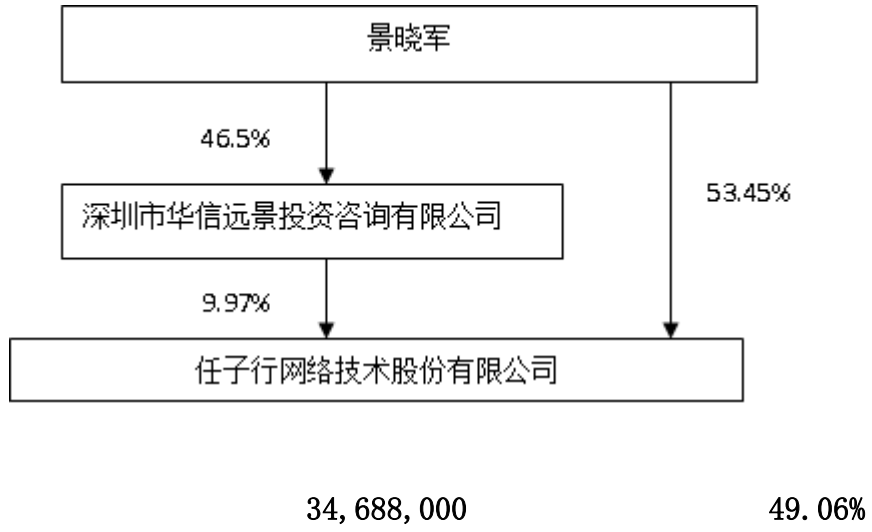 景晓军
46.5%
53.45%
深圳市华信远景投资咨询有限公司
9.97%
任子行网络技术股份有限公司
34,688,000 49.06%